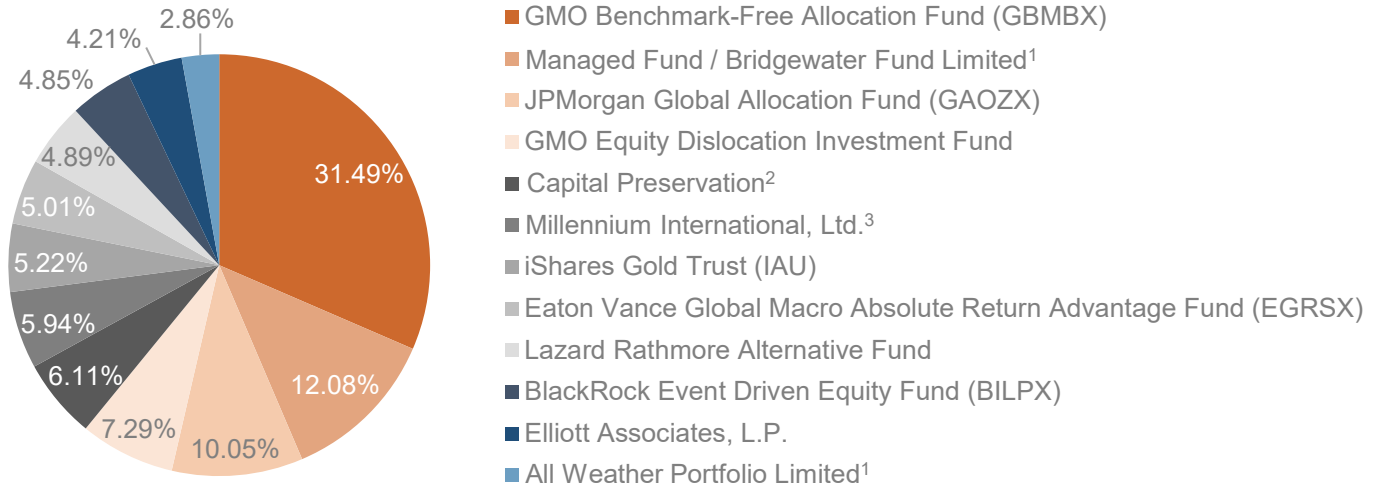 2.86%
4.21%
4.85%
4.89%
5.01%
5.22%
5.94%
6.11%
7.29%
10.05%
12.08%
31.49%
GMO Benchmark-Free Allocation Fund (GBMBX)
Managed Fund / Bridgewater Fund Limited¹
JPMorgan Global Allocation Fund (GAOZX)
GMO Equity Dislocation Investment Fund
Capital Preservation²
Millennium International, Ltd.³
iShares Gold Trust (IAU)
Eaton Vance Global Macro Absolute Return Advantage Fund (EGRSX)
Lazard Rathmore Alternative Fund
BlackRock Event Driven Equity Fund (BILPX)
Elliott Associates, L.P.
All Weather Portfolio Limited¹